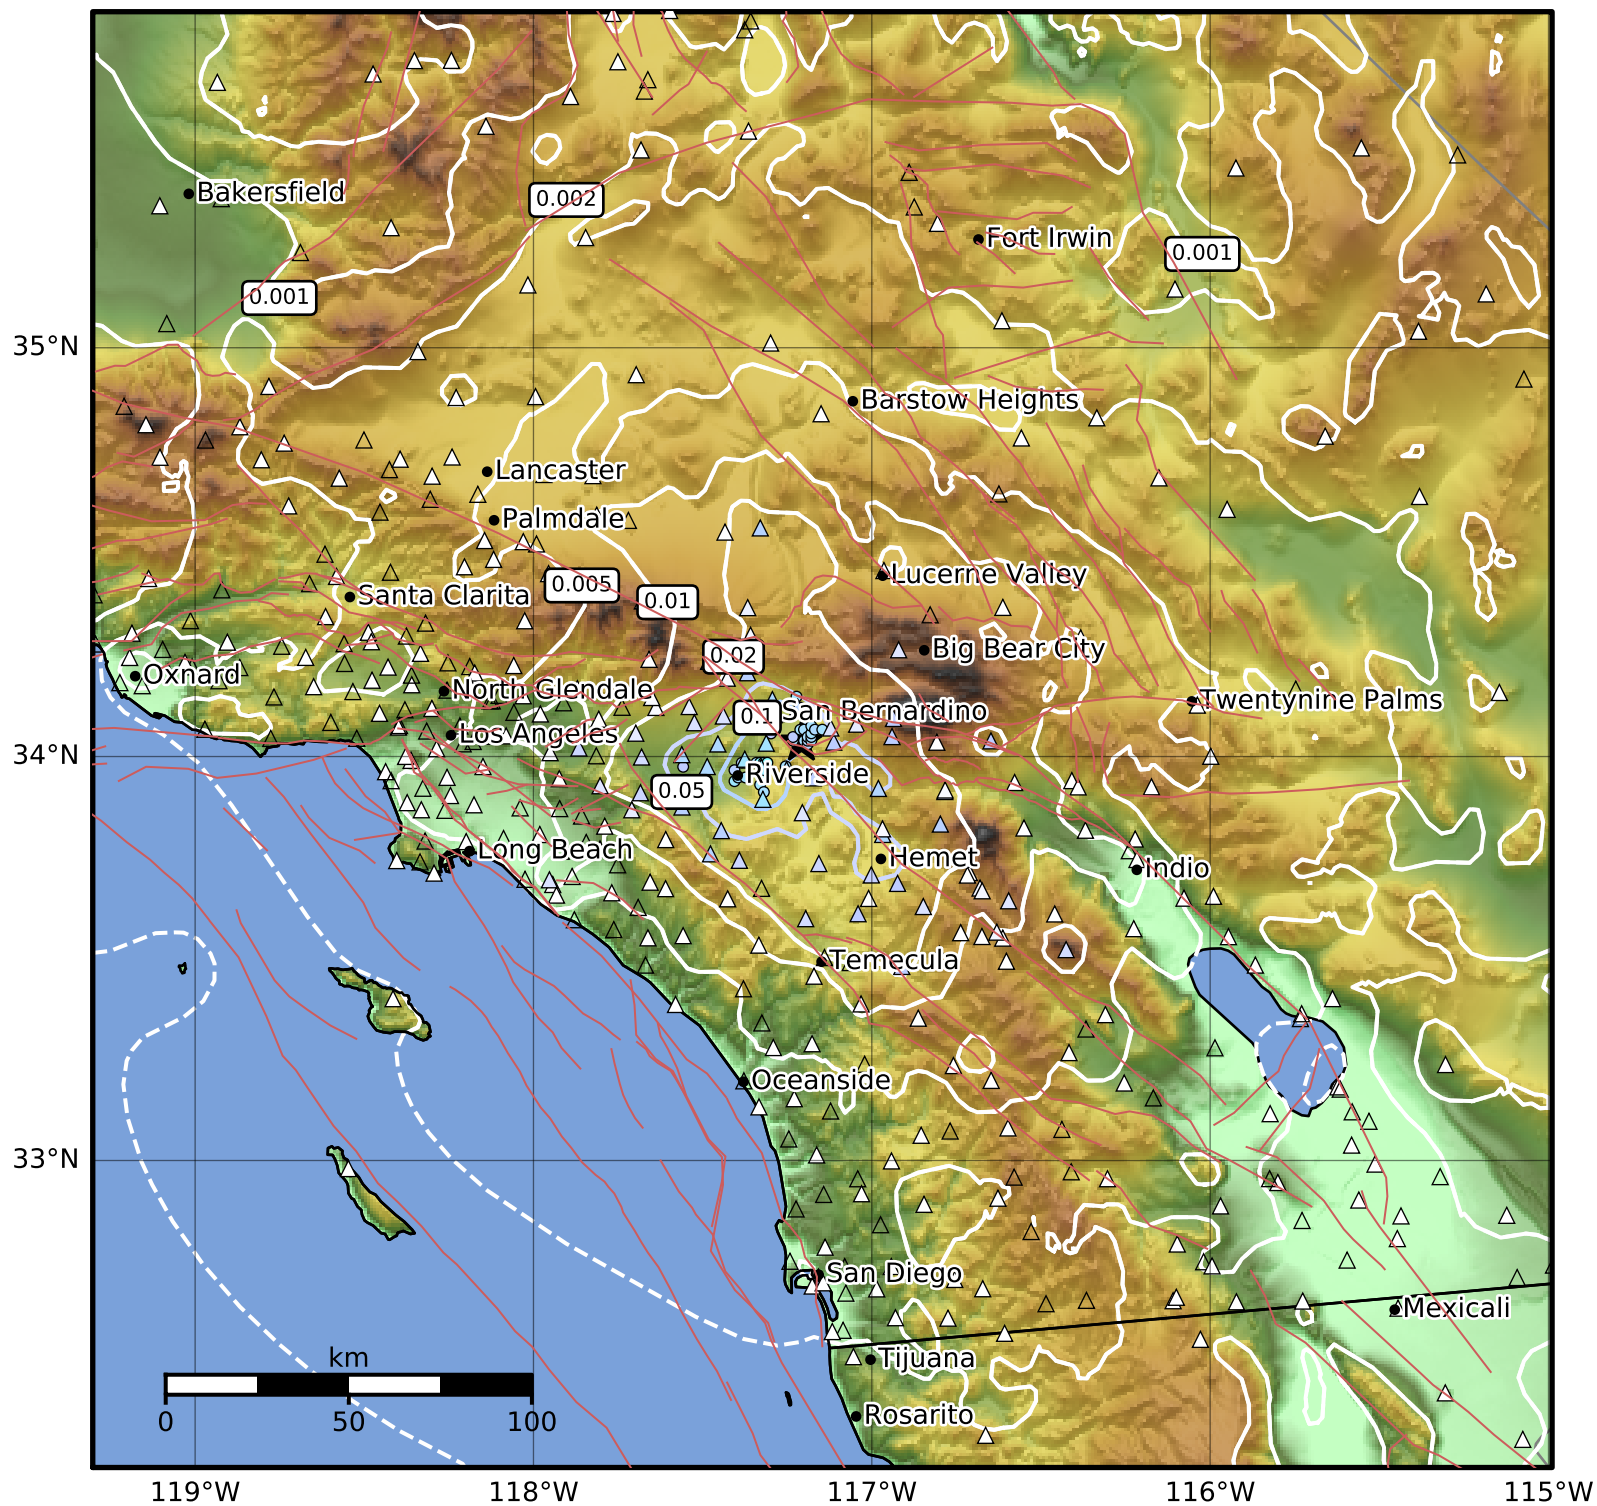 Bakersfield
0.002
Fort Irwin
0.001
0.001
35°N
Barstow Heights
Lancaster
Palmdale
0.005
Lucerne Valley
Santa Clarita
0.01
0.02
Big Bear City
Oxnard
North Glendale
Twentynine Palms
0.1
San Bernardino
Los Angeles
34°N
Riverside
0.05
Long Beach
Hemet
Indio
Temecula
Oceanside
33°N
San Diego
Mexicali
km
Tijuana
Rosarito
0 50 100
119°W 118°W 117°W 116°W 115°W